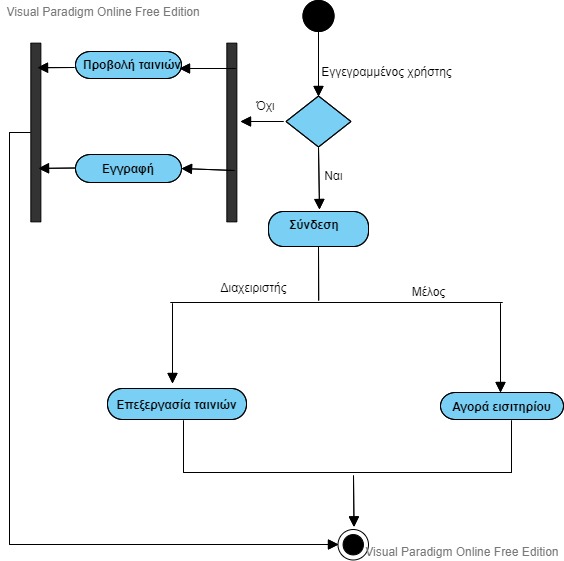 Visual Paradigm Online Free Edition
Εγγεγραμμένος χρήστης
Προβολή ταινιών
Όχι
Εγγραφή
Ναι
Σύνδεση
Διαχειριστής
Μέλος
Επεξεργασία ταινιών
Αγορά εισιτηρίου
Visual Paradigm Online Free Edition